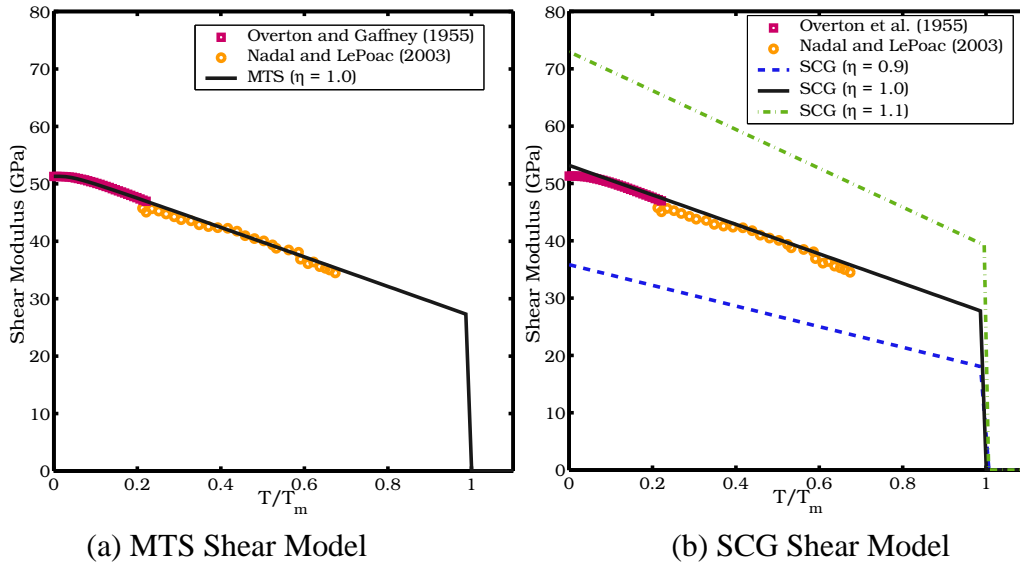 80
70
60
50
40
30
20
10
0
Shear Modulus (GPa)
Overton and Gaffney (1955)
Nadal and LePoac (2003)
MTS (η = 1.0)
0 0.2 0.4 0.6 0.8 1
T/T_m
(a) MTS Shear Model
80
70
60
50
40
30
20
10
0
Shear Modulus (GPa)
Overton et al. (1955)
Nadal and LePoac (2003)
SCG (η = 0.9)
SCG (η = 1.0)
SCG (η = 1.1)
0 0.2 0.4 0.6 0.8 1
T/T_m
(b) SCG Shear Model